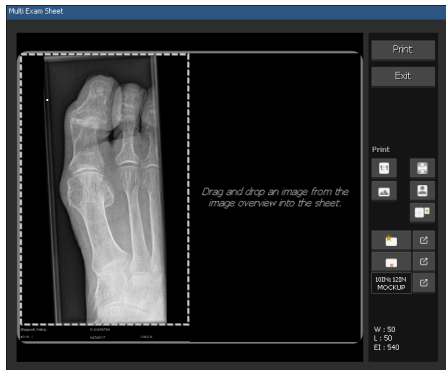 Multi Exam Sheet
Print
Exit
Print
1:1
Drag and drop an image from the
image overview into the sheet.
10IN x 12IN
MOCKUP
W : 50
L : 50
EI : 540